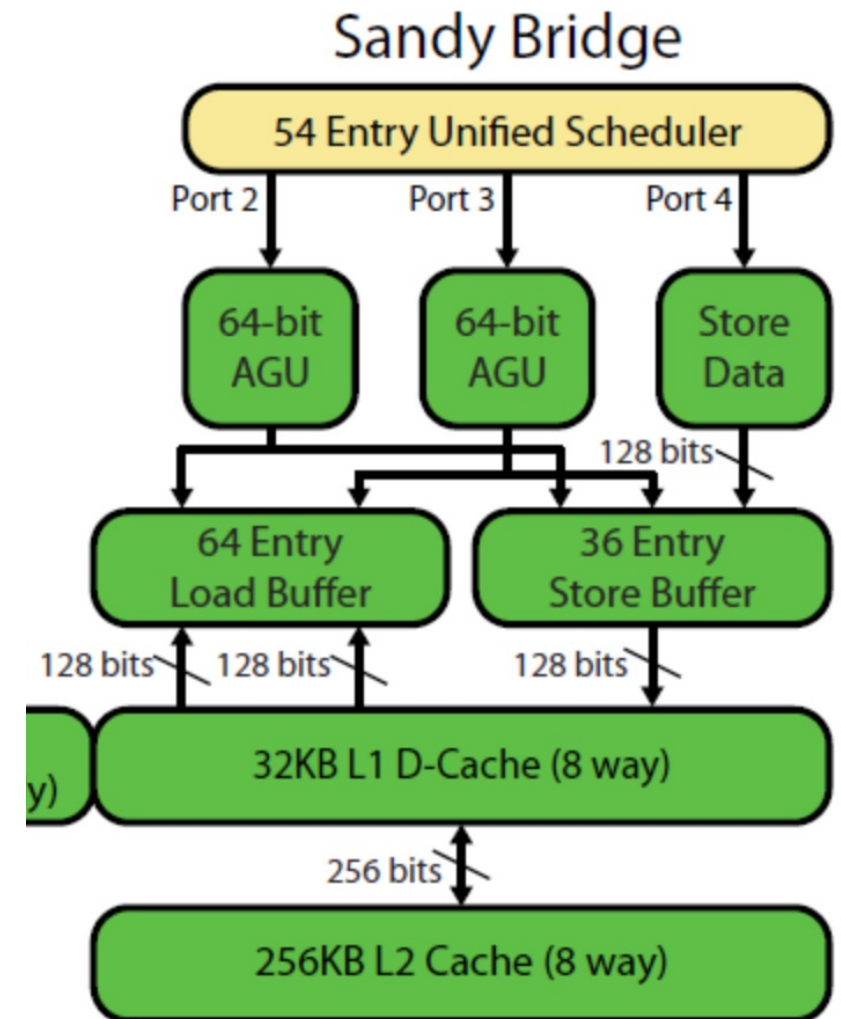 Sandy Bridge
54 Entry Unified Scheduler
Port 2
Port 3
Port 4
64-bit
AGU
64-bit
AGU
Store
Data
128 bits
64 Entry
Load Buffer
36 Entry
Store Buffer
128 bits
128 bits
128 bits
y)
32KB L1 D-Cache (8 way)
256 bits
256KB L2 Cache (8 way)